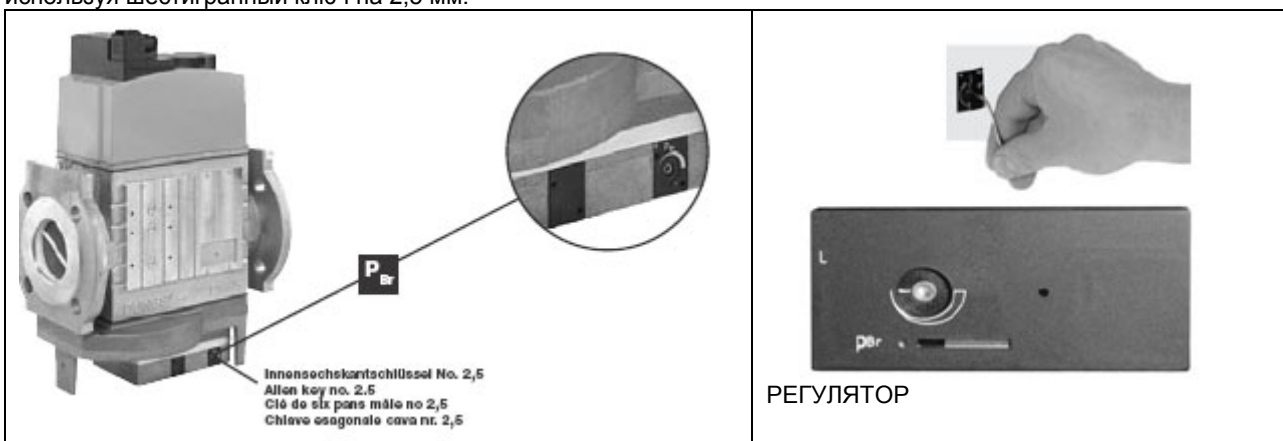 используя шестигранный ключ на 2,5 мм.
P Br
Innensechskantschlüssel No. 2,5
Allen key no. 2.5
Clé de six pans mâle no 2,5
Chiave esagonale cava nr. 2,5
L
pBr
РЕГУЛЯТОР